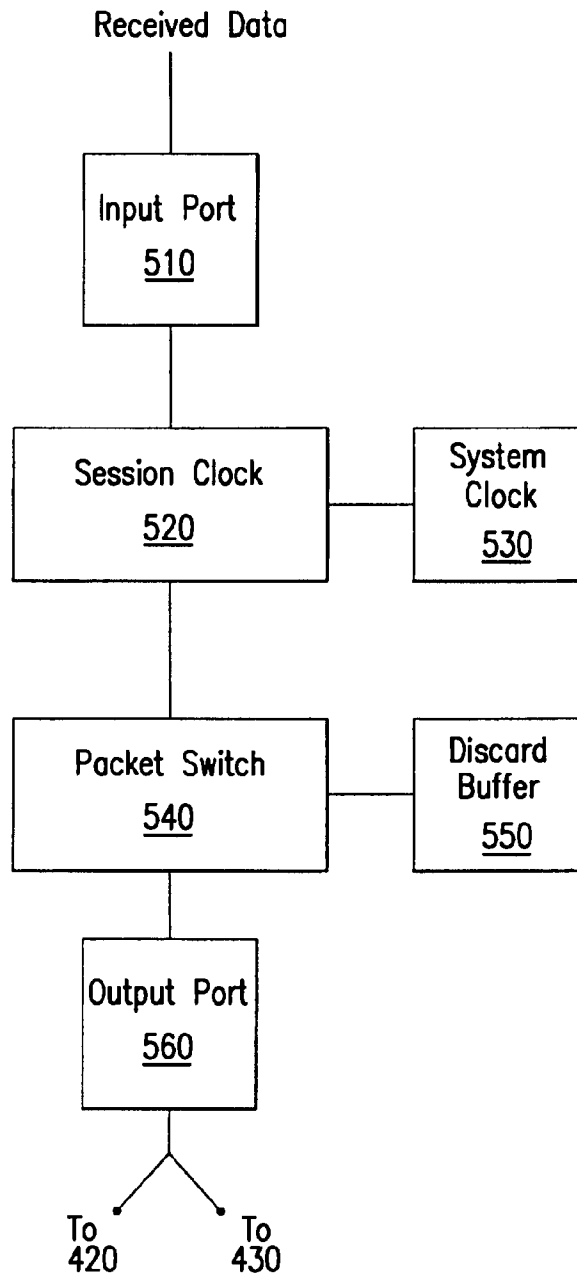 Received Data
Input Port
510
Session Clock
520
System
Clock
530
Packet Switch
540
Discard
Buffer
550
Output Port
560
To
420
To
430